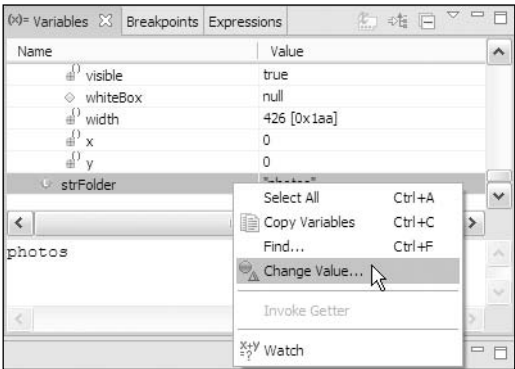 (x)= Variables Breakpoints Expressions
Name Value
visible true
whiteBox null
width 426 [0x1aa]
x 0
y 0
strFolder "photos"
Select All Ctrl+A
Copy Variables Ctrl+C
Find... Ctrl+F
Change Value...
Invoke Getter
x+y=? Watch
photos